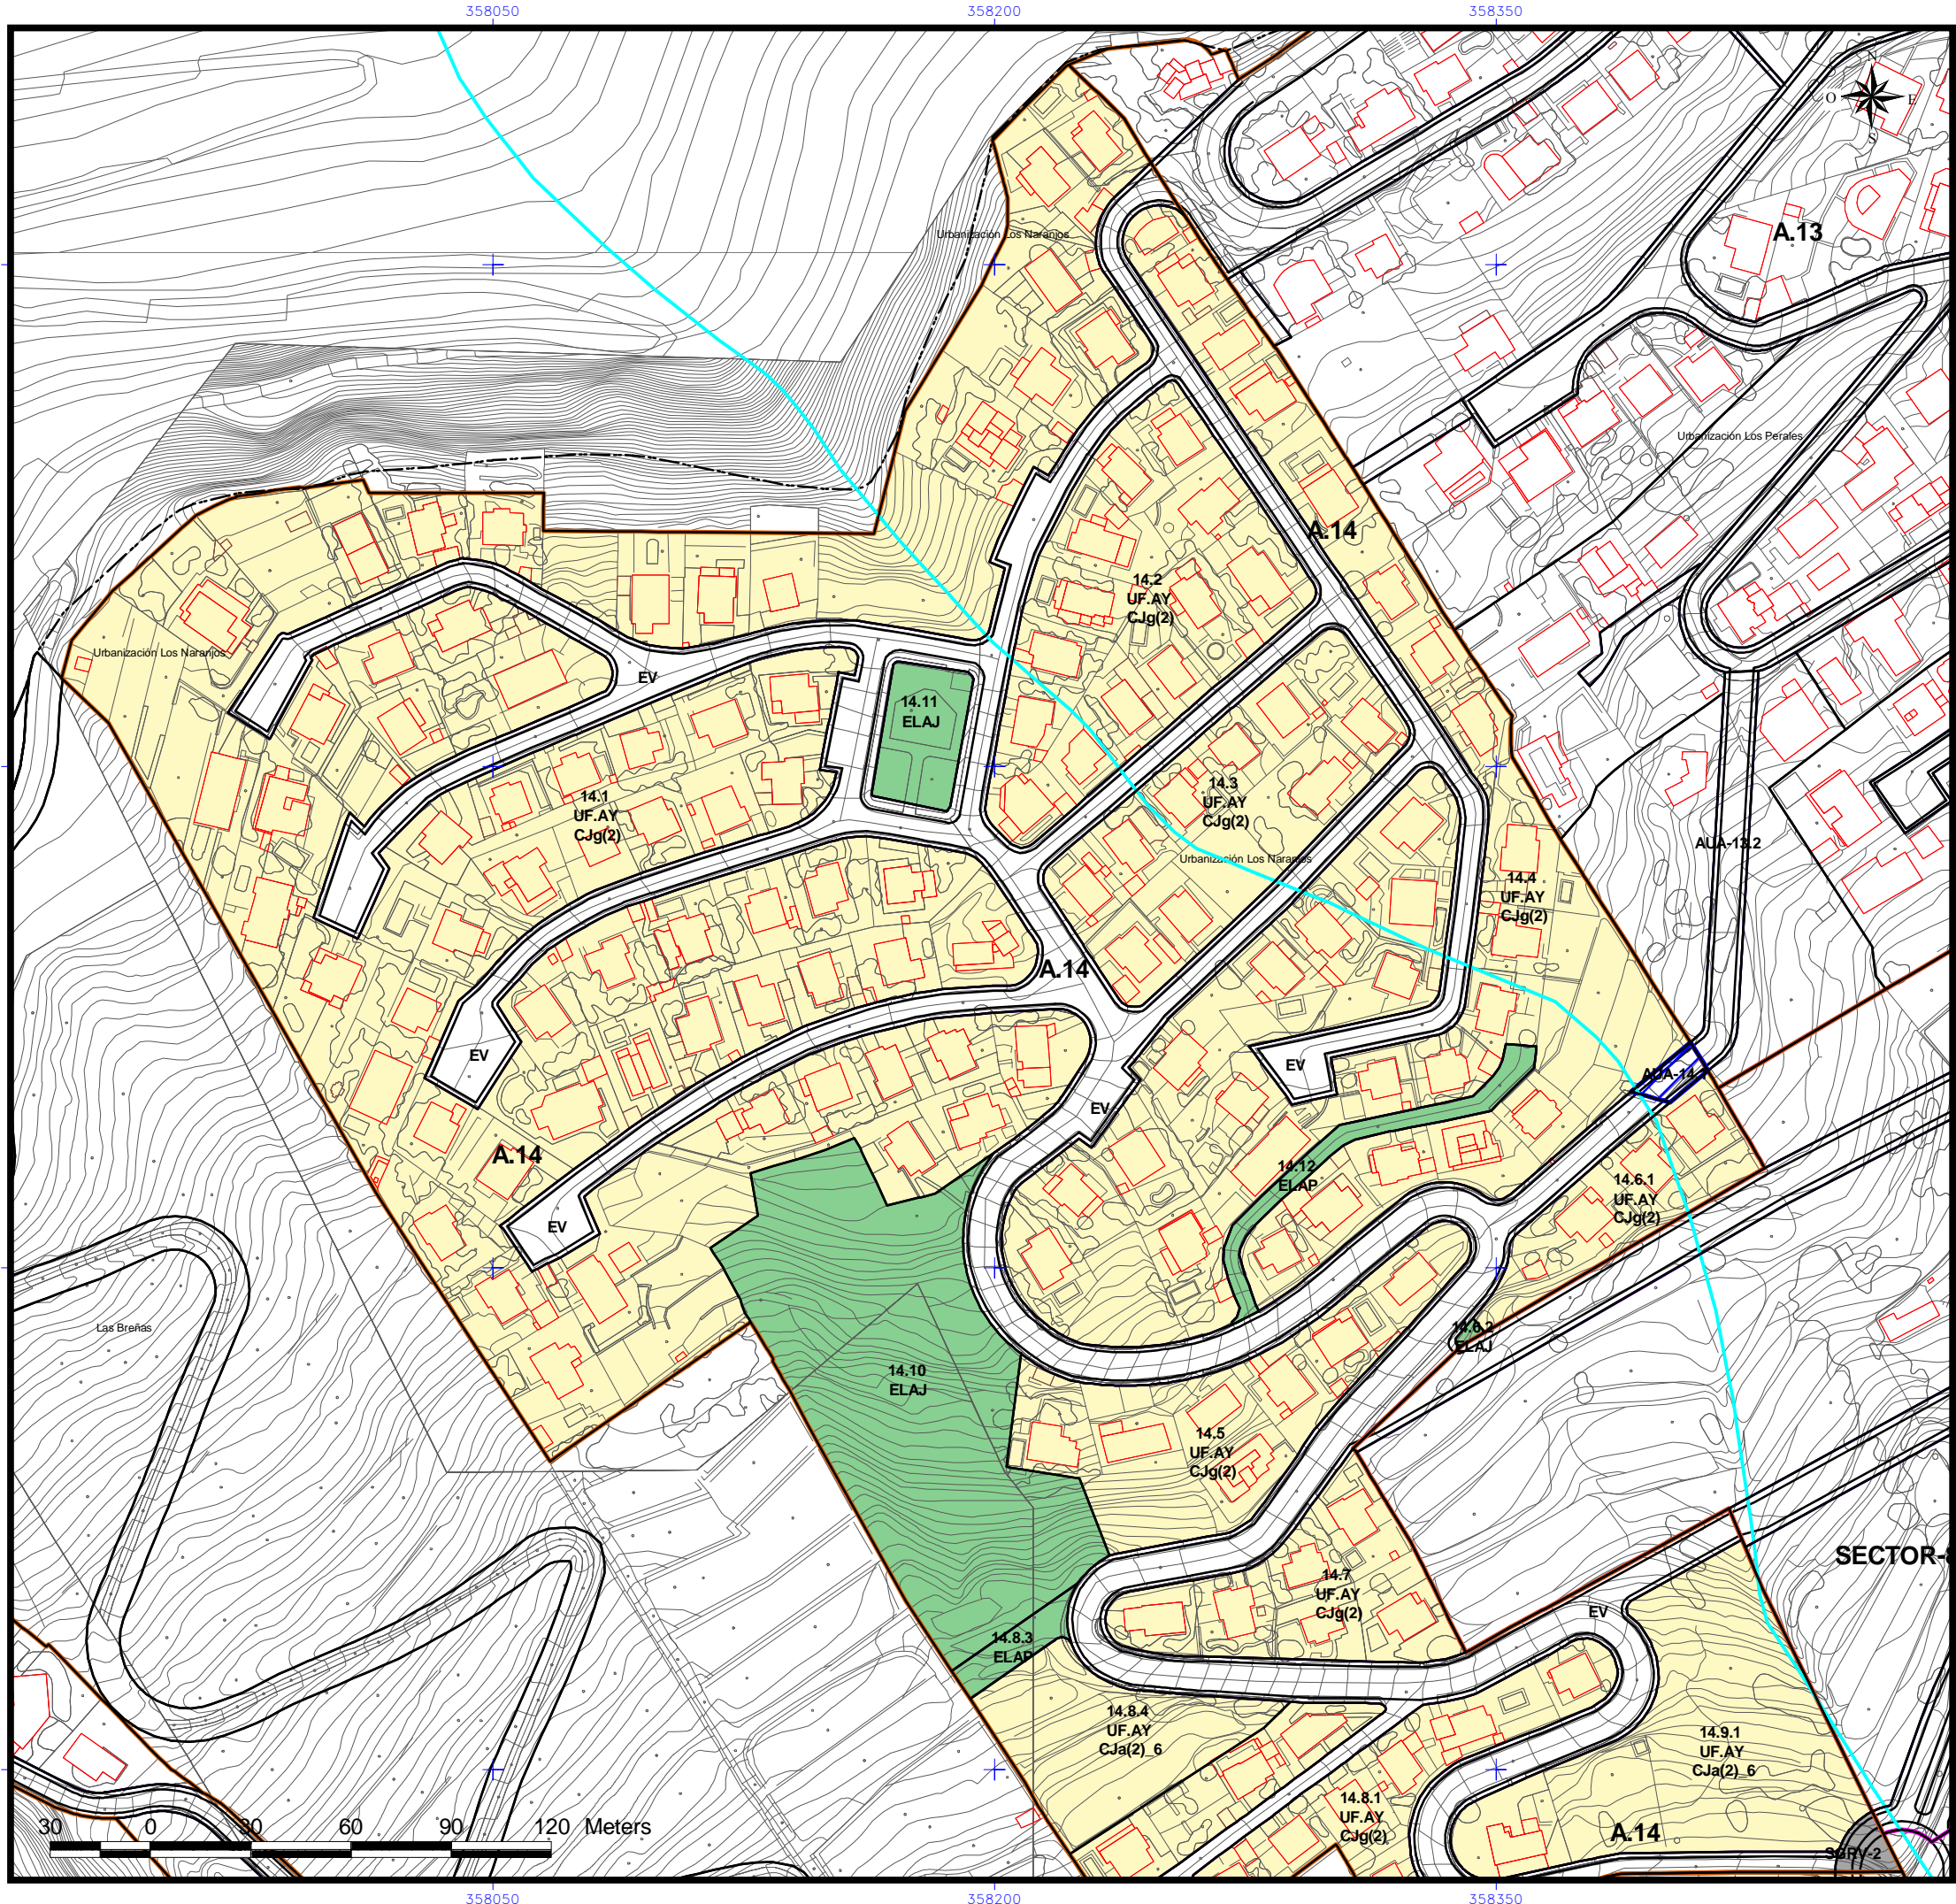 358050
358200
358350
N
O
E
S
A.13
Urbanización Los Naranjos
Urbanización Los Perales
A.14
14.2
UF.AY
CJg(2)
Urbanización Los Naranjos
EV
14.11
ELAJ
14.1
UF.AY
CJg(2)
14.3
UF.AY
CJg(2)
Urbanización Los Naranjos
AUA-13.2
14.4
UF.AY
CJg(2)
A.14
EV
EV
AUA-14.1
EV
A.14
14.12
ELAP
14.6.1
UF.AY
CJg(2)
EV
Las Breñas
14.6.2
ELAJ
14.10
ELAJ
14.5
UF.AY
CJg(2)
SECTOR-
14.7
UF.AY
CJg(2)
EV
14.8.3
ELAP
14.8.4
UF.AY
CJa(2)_6
14.9.1
UF.AY
CJa(2)_6
14.8.1
UF.AY
CJg(2)
A.14
SGRV-2
30 0 30 60 90 120 Meters
358050
358200
358350